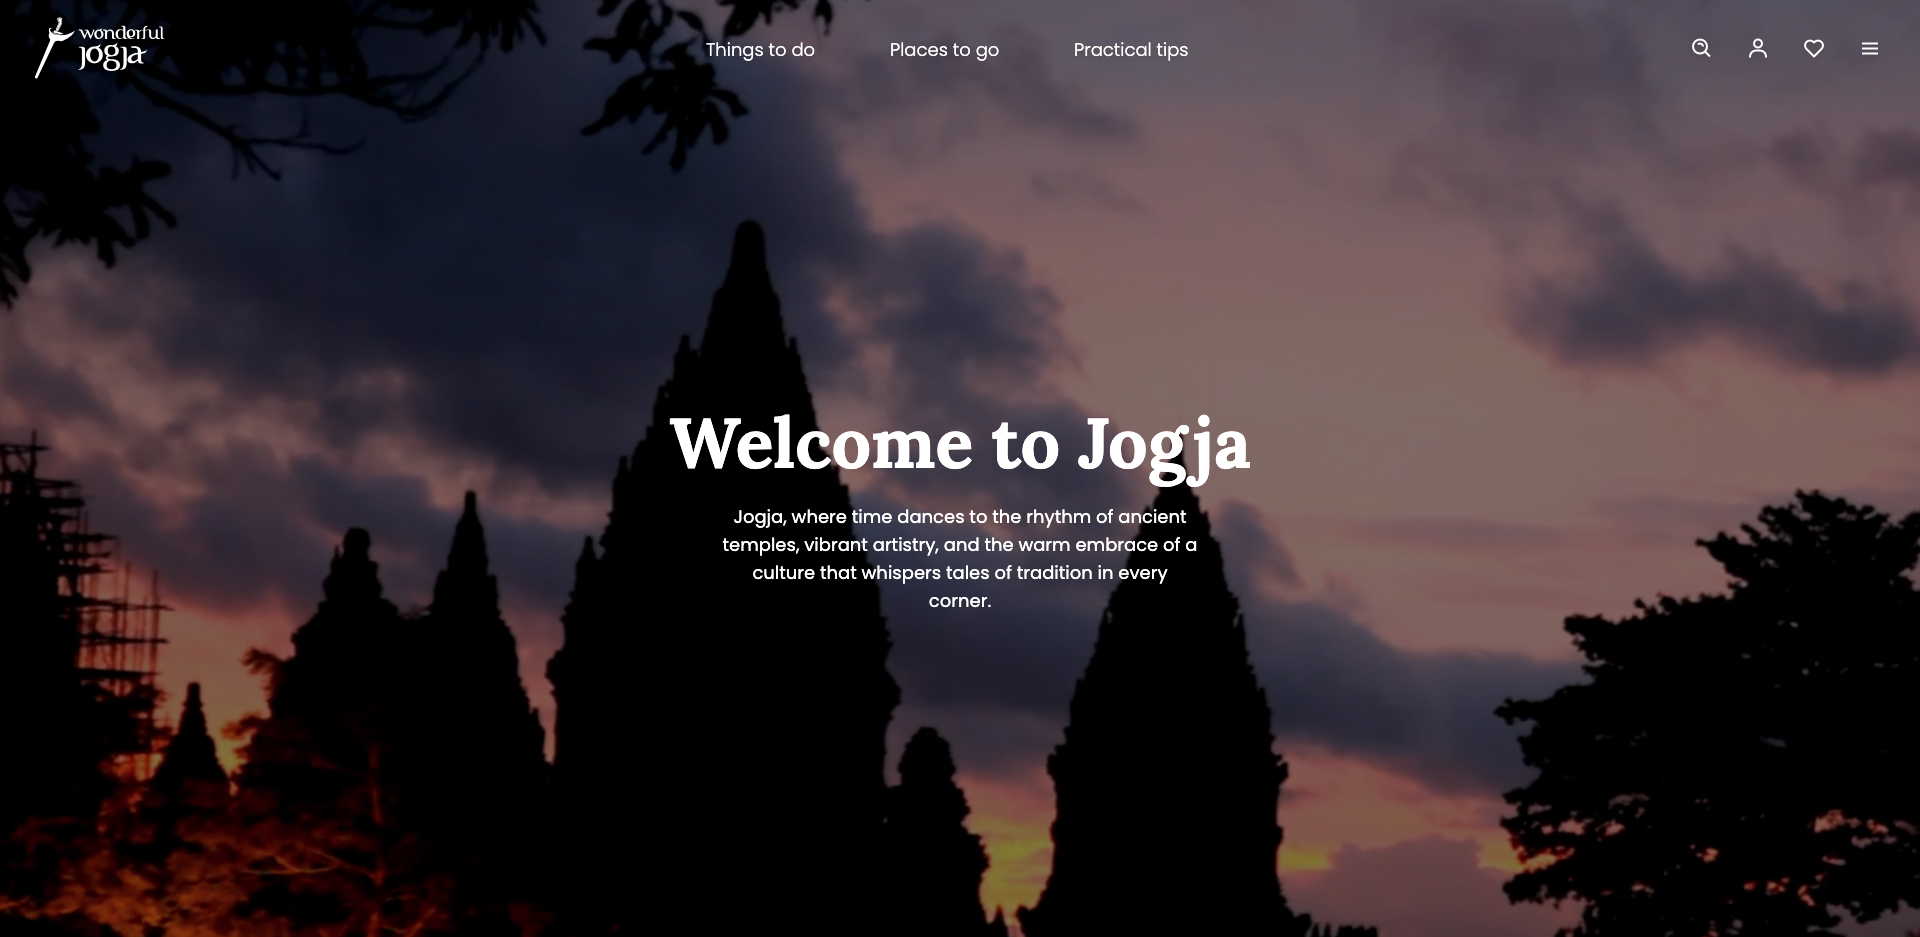 wonderful
jogja
Things to do
Places to go
Practical tips
Welcome to Jogja
Jogja, where time dances to the rhythm of ancient
temples, vibrant artistry, and the warm embrace of a
culture that whispers tales of tradition in every
corner.